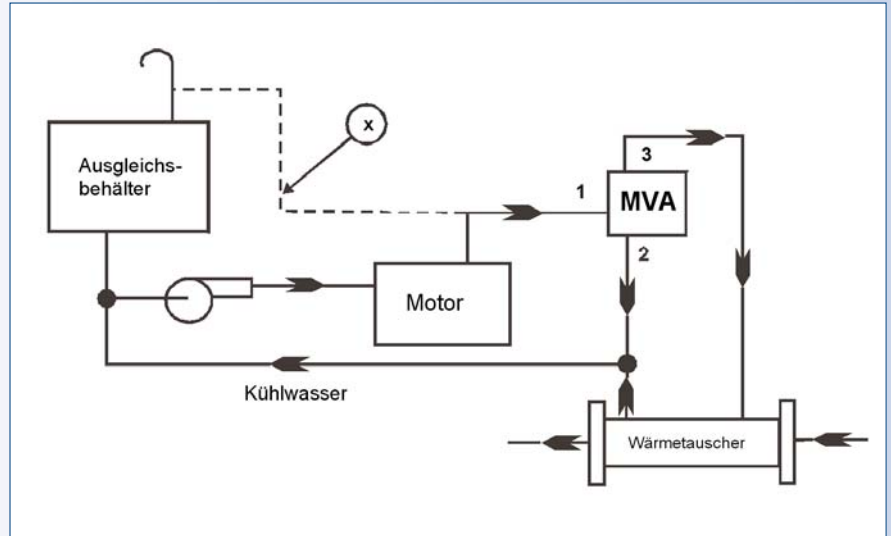 Ausgleichs-
behälter
x
1
3
MVA
2
Motor
Kühlwasser
Wärmetauscher